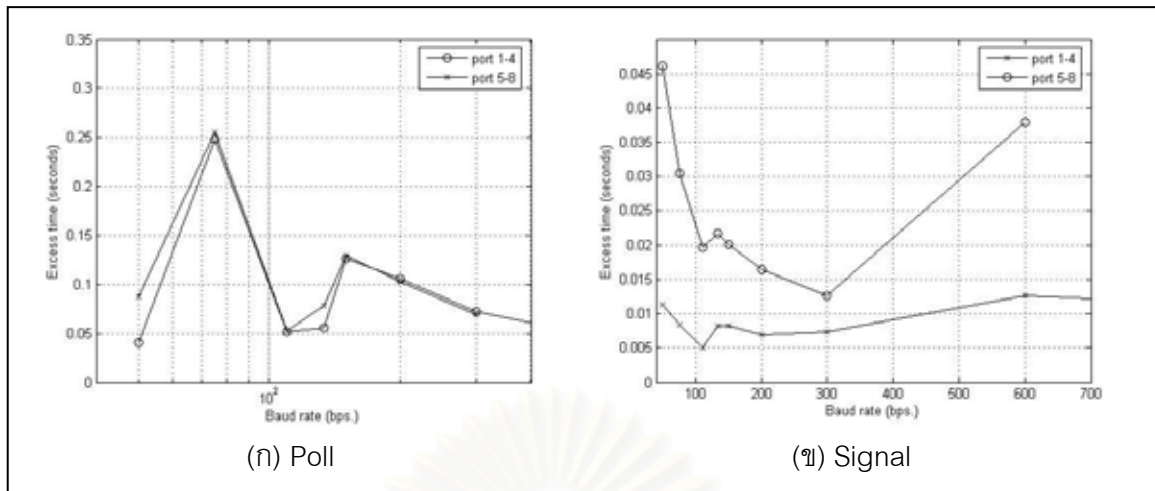 0.35
0.3
0.25
0.2
0.15
0.1
0.05
0
Excess time (seconds)
10²
Baud rate (bps.)
port 1-4
port 5-8
(ก) Poll
0.045
0.04
0.035
0.03
0.025
0.02
0.015
0.01
0.005
0
Excess time (seconds)
100 200 300 400 500 600 700
Baud rate (bps.)
port 1-4
port 5-8
(ข) Signal